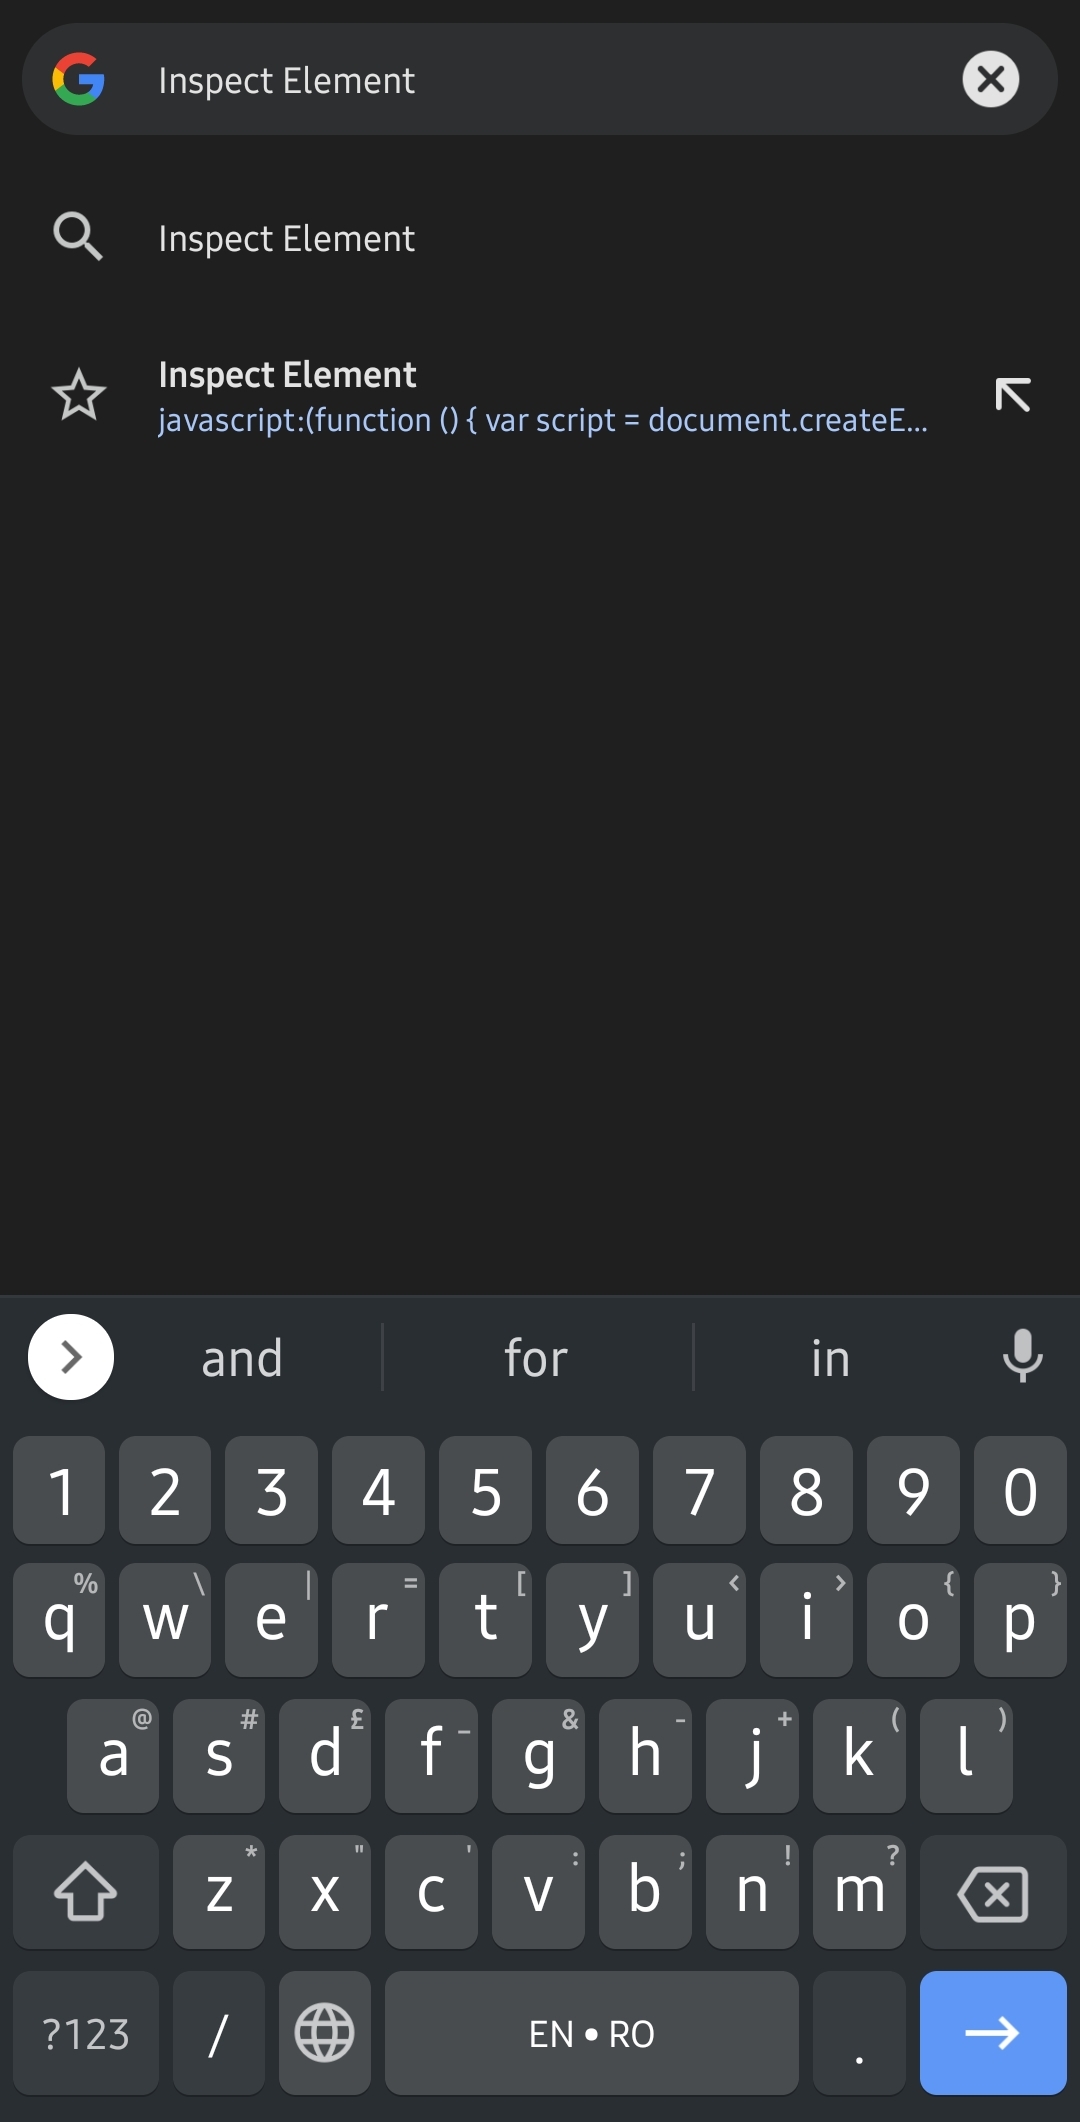 Inspect Element
Inspect Element
Inspect Element
javascript:(function () { var script = document.createE...
and for in
1 2 3 4 5 6 7 8 9 0
% \ | = [ ] < > { }
q w e r t y u i o p
@ # £ _ & - + ( )
a s d f g h j k l
* " ' : ; ! ?
z x c v b n m
?123 / EN • RO .